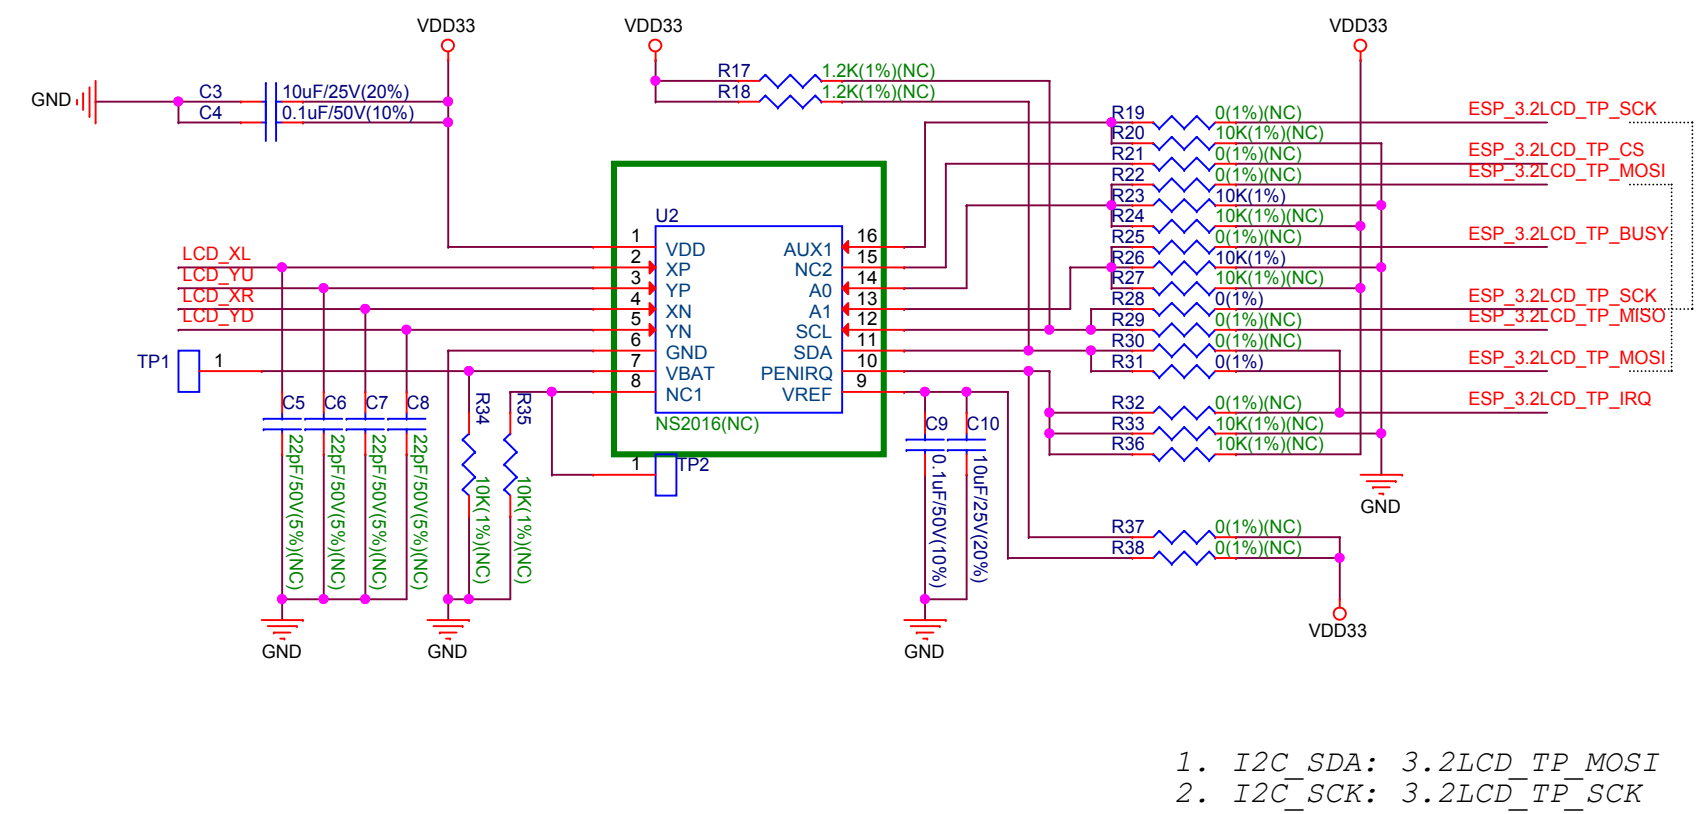 VDD33
VDD33
VDD33
GND
C3 10uF/25V(20%)
C4 0.1uF/50V(10%)
R17 1.2K(1%)(NC)
R18 1.2K(1%)(NC)
R19 0(1%)(NC) ESP_3.2LCD_TP_SCK
R20 10K(1%)(NC)
R21 0(1%)(NC) ESP_3.2LCD_TP_CS
R22 0(1%)(NC) ESP_3.2LCD_TP_MOSI
R23 10K(1%)
R24 10K(1%)(NC)
R25 0(1%)(NC) ESP_3.2LCD_TP_BUSY
R26 10K(1%)
R27 10K(1%)(NC)
R28 0(1%) ESP_3.2LCD_TP_SCK
R29 0(1%)(NC) ESP_3.2LCD_TP_MISO
R30 0(1%)(NC)
R31 0(1%) ESP_3.2LCD_TP_MOSI
R32 0(1%)(NC) ESP_3.2LCD_TP_IRQ
R33 10K(1%)(NC)
R36 10K(1%)(NC)
GND
R37 0(1%)(NC)
R38 0(1%)(NC)
VDD33
U2
1 VDD AUX1 16
2 XP NC2 15
3 YP A0 14
4 XN A1 13
5 YN SCL 12
6 GND SDA 11
7 VBAT PENIRQ 10
8 NC1 VREF 9
NS2016(NC)
LCD_XL
LCD_YU
LCD_XR
LCD_YD
TP1 1
1 TP2
C5 22pF/50V(5%)(NC)
C6 22pF/50V(5%)(NC)
C7 22pF/50V(5%)(NC)
C8 22pF/50V(5%)(NC)
R34 10K(1%)(NC)
R35 10K(1%)(NC)
C9 0.1uF/50V(10%)
C10 10uF/25V(20%)
GND
GND
GND
1. I2C_SDA: 3.2LCD_TP_MOSI
2. I2C_SCK: 3.2LCD_TP_SCK